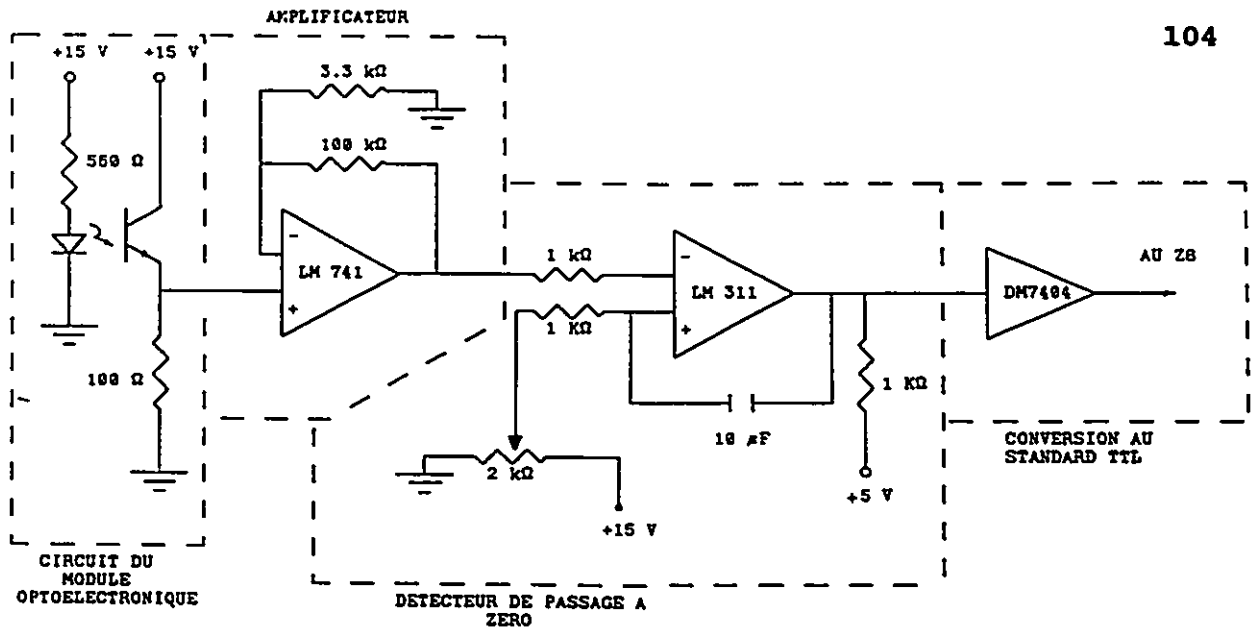 104
AMPLIFICATEUR
+15 V
+15 V
560 Ω
100 Ω
3.3 kΩ
100 kΩ
-
LM 741
+
1 kΩ
1 KΩ
-
LM 311
+
10 µF
2 kΩ
+15 V
1 KΩ
+5 V
DM7404
AU Z8
CONVERSION AU
STANDARD TTL
CIRCUIT DU
MODULE
OPTOELECTRONIQUE
DETECTEUR DE PASSAGE A
ZERO